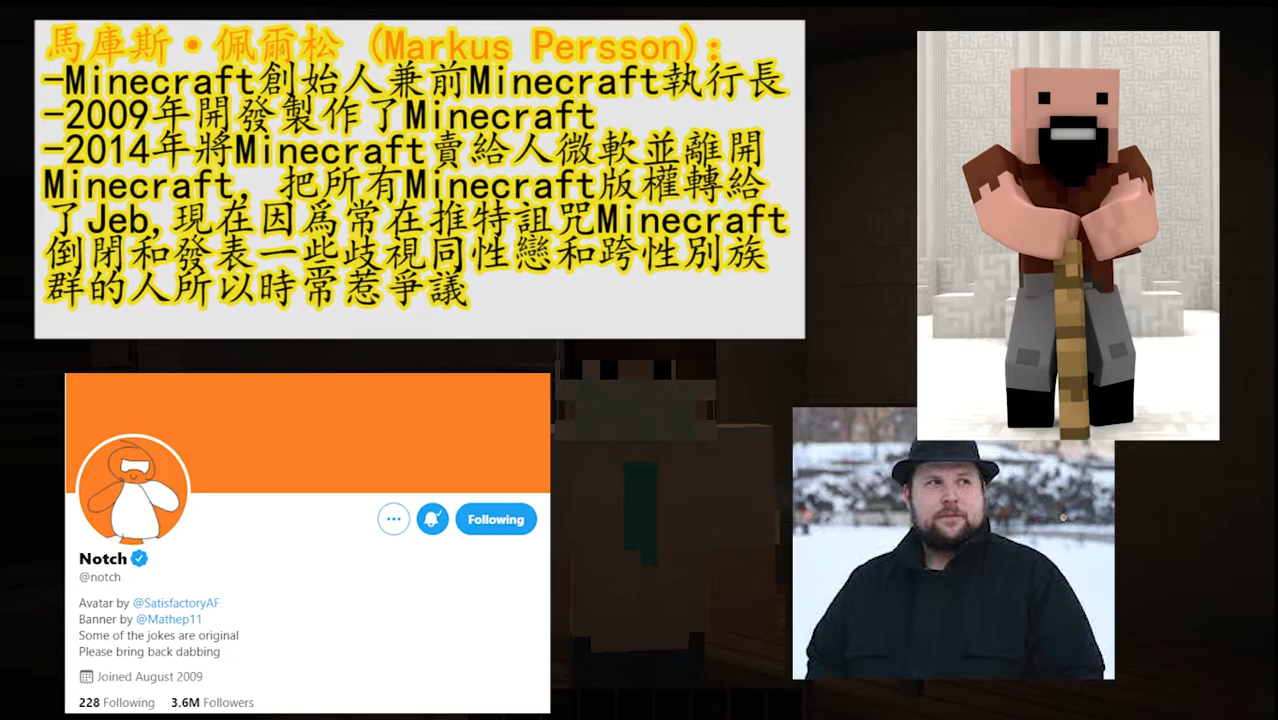 馬庫斯·佩爾松 (Markus Persson):
-Minecraft創始人兼前Minecraft執行長
-2009年開發製作了Minecraft
-2014年將Minecraft賣給人微軟並離開
Minecraft, 把所有Minecraft版權轉給
了Jeb,現在因爲常在推特詛咒Minecraft
倒閉和發表一些歧視同性戀和跨性別族
群的人所以時常惹爭議
Following
Notch
@notch
Avatar by @SatisfactoryAF
Banner by @Mathep11
Some of the jokes are original
Please bring back dabbing
Joined August 2009
228 Following 3.6M Followers